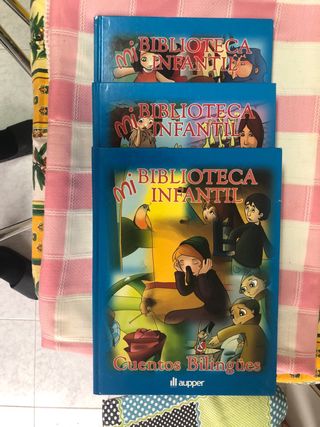 Mi BIBLIOTECA
INFANTIL
Mi BIBLIOTECA
INFANTIL
Mi BIBLIOTECA
INFANTIL
Cuentos Bilingües
aupper